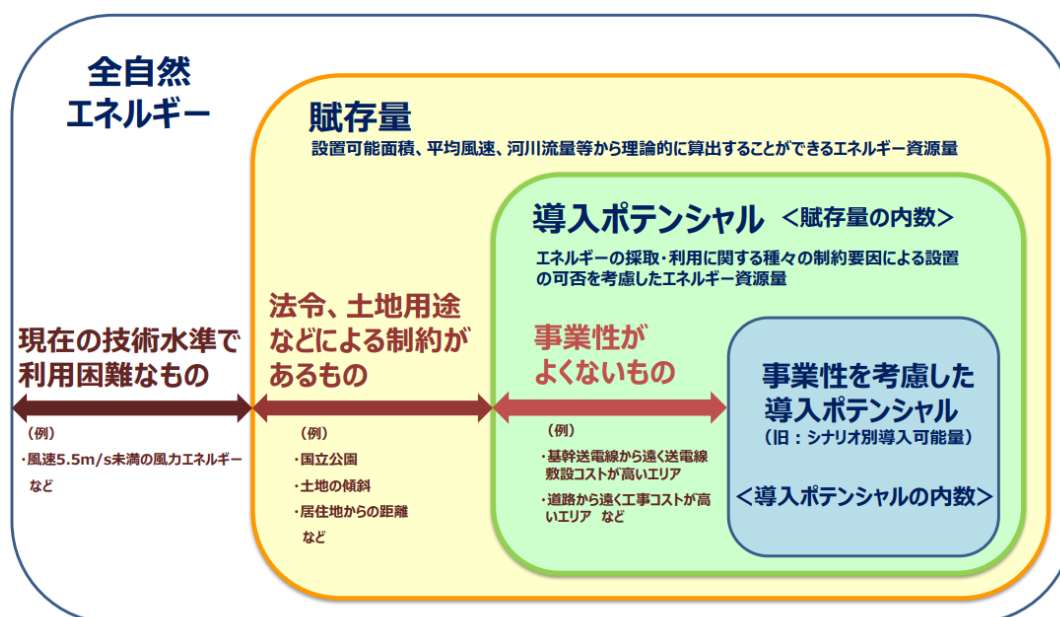 全自然
エネルギー
賦存量
設置可能面積、平均風速、河川流量等から理論的に算出することができるエネルギー資源量
導入ポテンシャル <賦存量の内数>
エネルギーの採取・利用に関する種々の制約要因による設置
の可否を考慮したエネルギー資源量
現在の技術水準で
利用困難なもの
(例)
・風速5.5m/s未満の風力エネルギー
など
法令、土地用途
などによる制約が
あるもの
(例)
・国立公園
・土地の傾斜
・居住地からの距離
など
事業性が
よくないもの
(例)
・基幹送電線から遠く送電線
敷設コストが高いエリア
・道路から遠く工事コストが高
いエリア など
事業性を考慮した
導入ポテンシャル
(旧：シナリオ別導入可能量)
<導入ポテンシャルの内数>